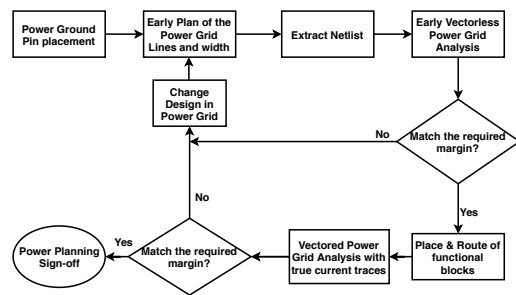 Power Ground
Pin placement
Early Plan of the
Power Grid
Lines and width
Extract Netlist
Early Vectorless
Power Grid
Analysis
Change
Design in
Power Grid
No
Match the required
margin?
No
Yes
Power Planning
Sign-off
Yes
Match the required
margin?
Vectored Power
Grid Analysis with
true current traces
Place & Route of
functional
blocks